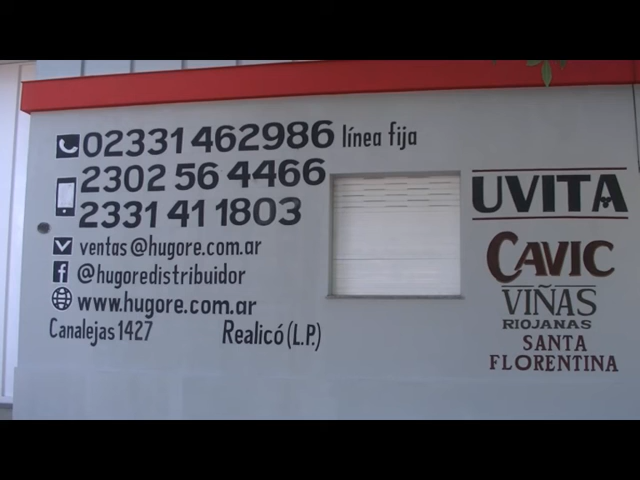 02331 462986 línea fija
2302 56 4466
2331 41 1803
ventas@hugore.com.ar
@hugoredistribuidor
www.hugore.com.ar
Canalejas 1427 Realicó (L.P.)
UVITA
CAVIC
VIÑAS
RIOJANAS
SANTA
FLORENTINA